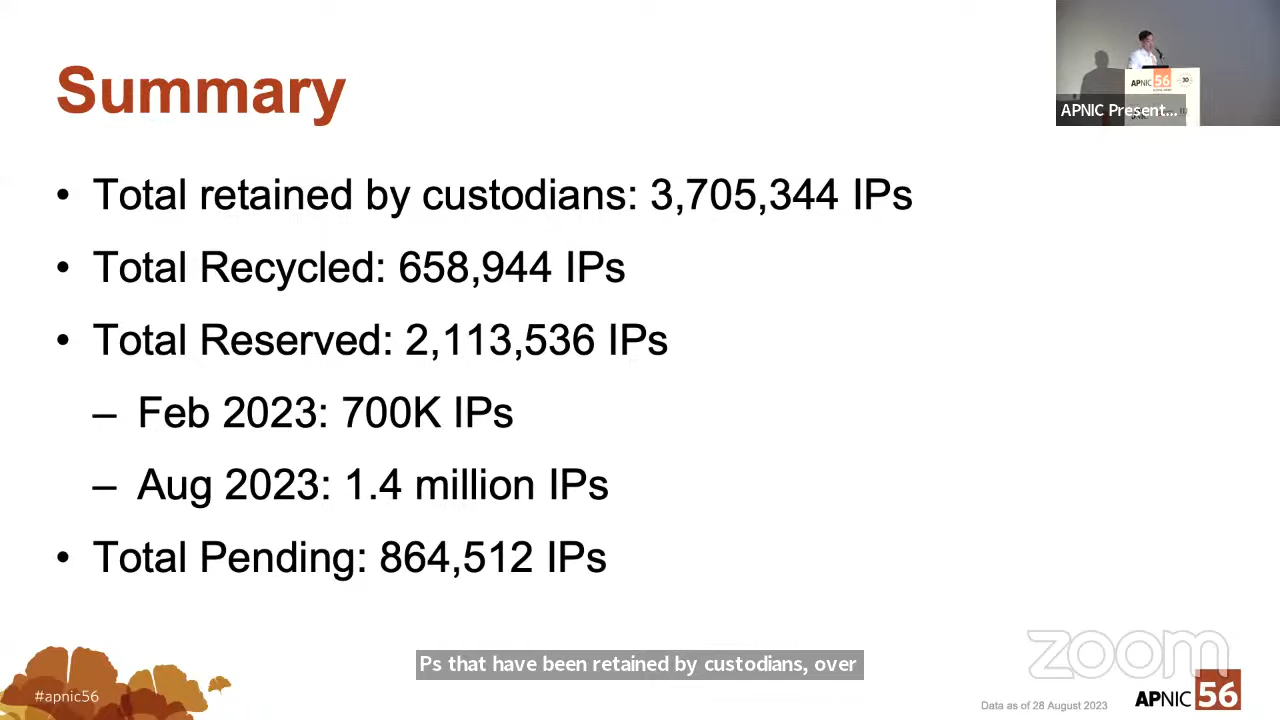 Summary
• Total retained by custodians: 3,705,344 IPs
• Total Recycled: 658,944 IPs
• Total Reserved: 2,113,536 IPs
– Feb 2023: 700K IPs
– Aug 2023: 1.4 million IPs
• Total Pending: 864,512 IPs
APNIC 56
APNIC Present...
Ps that have been retained by custodians, over
zoom
#apnic56
Data as of 28 August 2023
APNIC 56